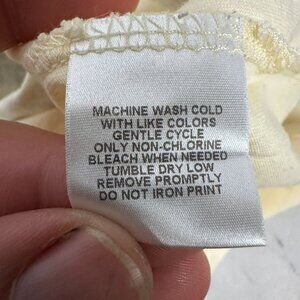 MACHINE WASH COLD
WITH LIKE COLORS
GENTLE CYCLE
ONLY NON-CHLORINE
BLEACH WHEN NEEDED
TUMBLE DRY LOW
REMOVE PROMPTLY
DO NOT IRON PRINT